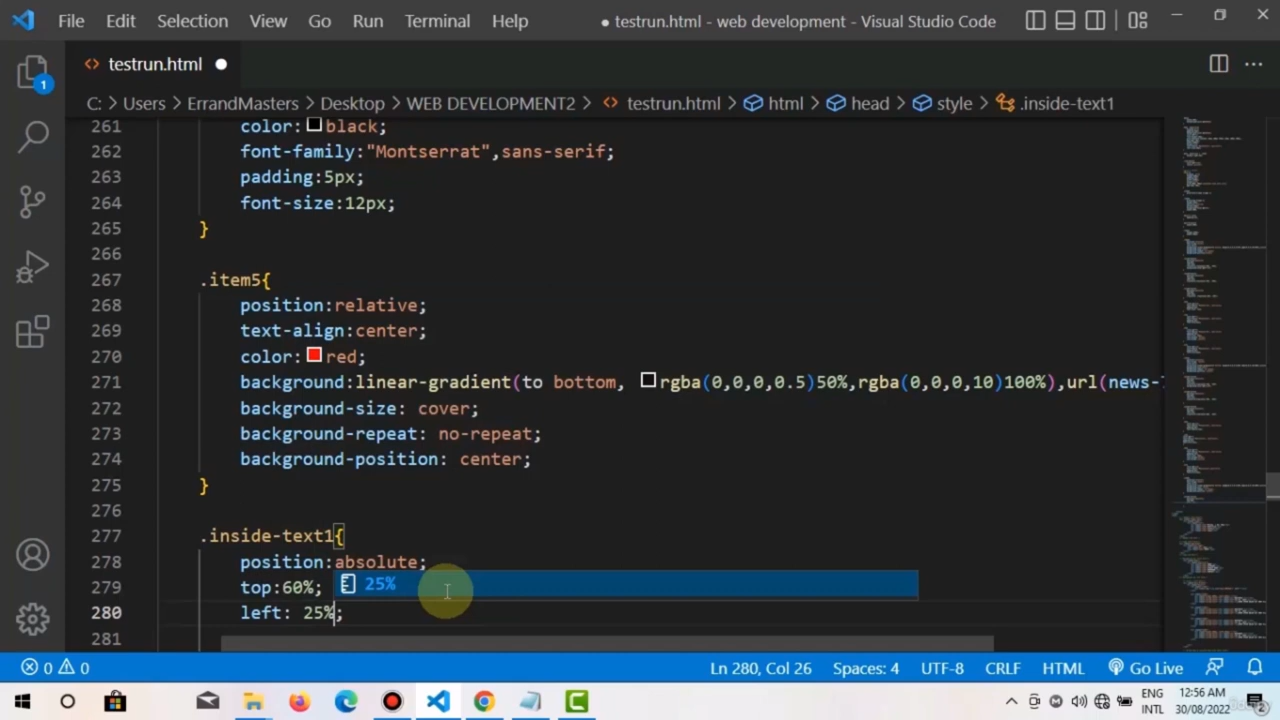 File Edit Selection View Go Run Terminal Help ● testrun.html - web development - Visual Studio Code
testrun.html ●
C: > Users > ErrandMasters > Desktop > WEB DEVELOPMENT2 > testrun.html > html > head > style > .inside-text1
1
261 color: black;
262 font-family:"Montserrat",sans-serif;
263 padding:5px;
264 font-size:12px;
265 }
266
267 .item5{
268 position:relative;
269 text-align:center;
270 color: red;
271 background:linear-gradient(to bottom, rgba(0,0,0,0.5)50%,rgba(0,0,0,10)100%),url(news-
272 background-size: cover;
273 background-repeat: no-repeat;
274 background-position: center;
275 }
276
277 .inside-text1{
278 position:absolute;
279 top:60%;
25%
280 left: 25%;
281
0 0 Ln 280, Col 26 Spaces: 4 UTF-8 CRLF HTML Go Live
ENG 12:56 AM
INTL 30/08/2022
2